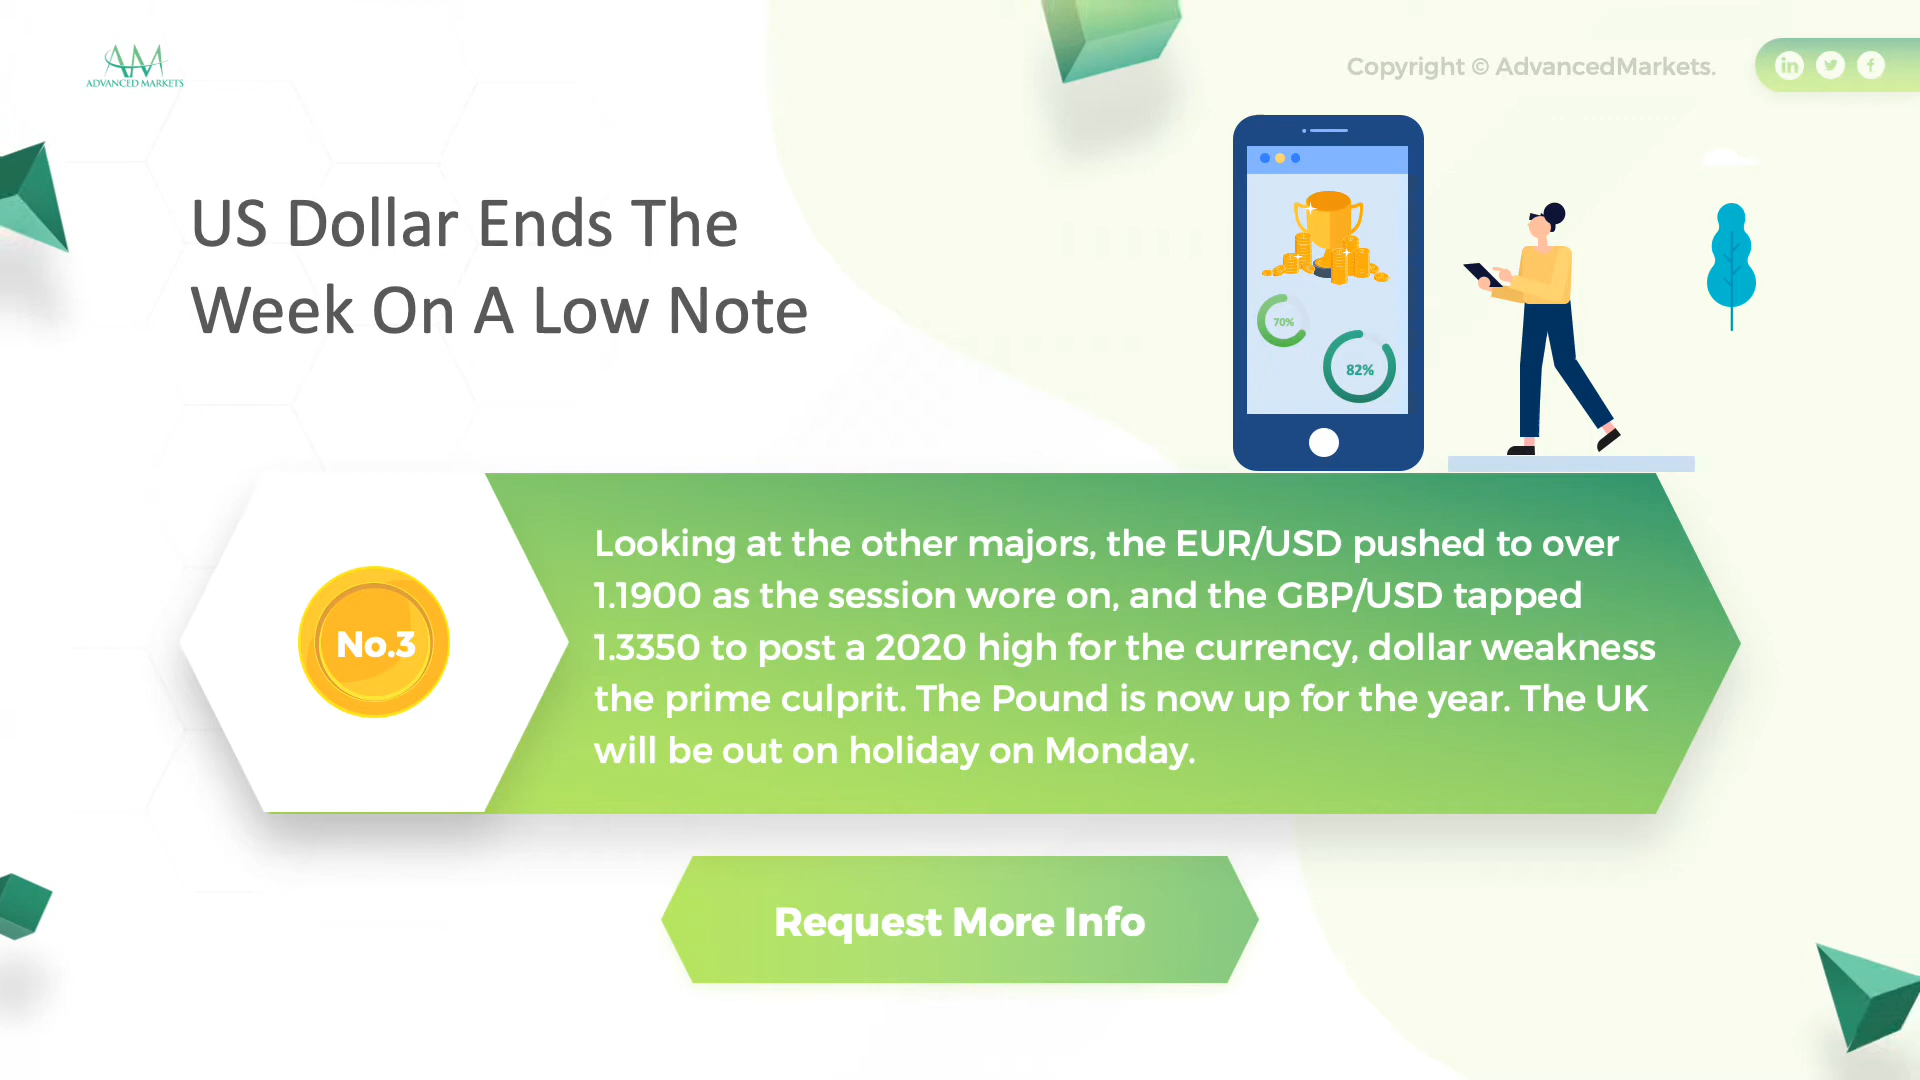 AM
ADVANCED MARKETS
Copyright © AdvancedMarkets.
in
f
US Dollar Ends The
Week On A Low Note
70%
82%
No.3
Looking at the other majors, the EUR/USD pushed to over
1.1900 as the session wore on, and the GBP/USD tapped
1.3350 to post a 2020 high for the currency, dollar weakness
the prime culprit. The Pound is now up for the year. The UK
will be out on holiday on Monday.
Request More Info